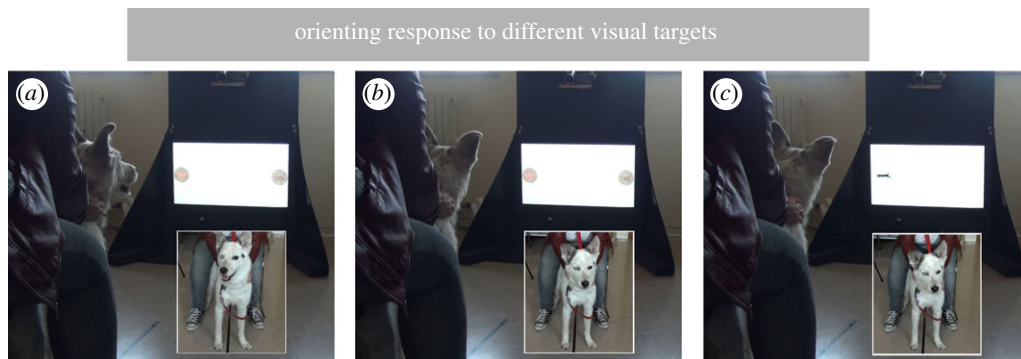 orienting response to different visual targets
(a)
(b)
(c)